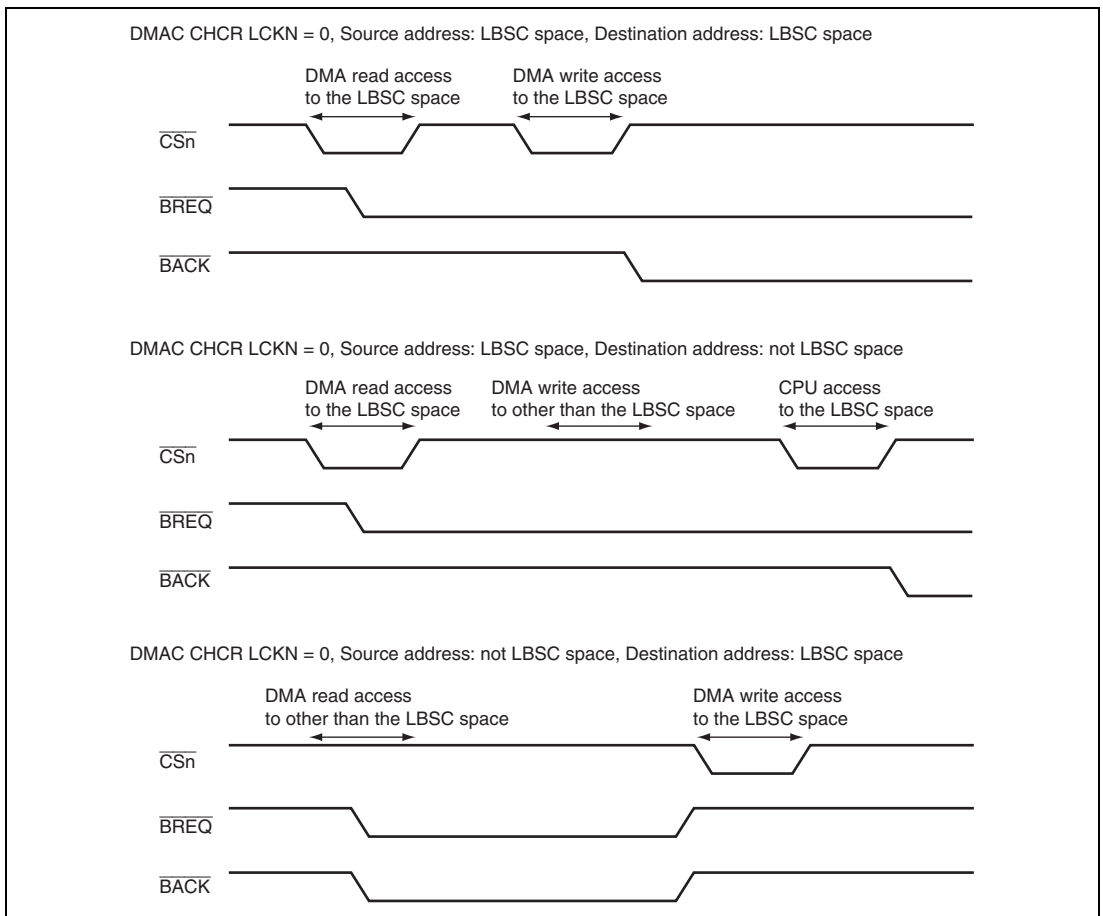 DMAC CHCR LCKN = 0, Source address: LBSC space, Destination address: LBSC space
DMA read access
to the LBSC space
DMA write access
to the LBSC space
CSn
BREQ
BACK
DMAC CHCR LCKN = 0, Source address: LBSC space, Destination address: not LBSC space
DMA read access
to the LBSC space
DMA write access
to other than the LBSC space
CPU access
to the LBSC space
CSn
BREQ
BACK
DMAC CHCR LCKN = 0, Source address: not LBSC space, Destination address: LBSC space
DMA read access
to other than the LBSC space
DMA write access
to the LBSC space
CSn
BREQ
BACK